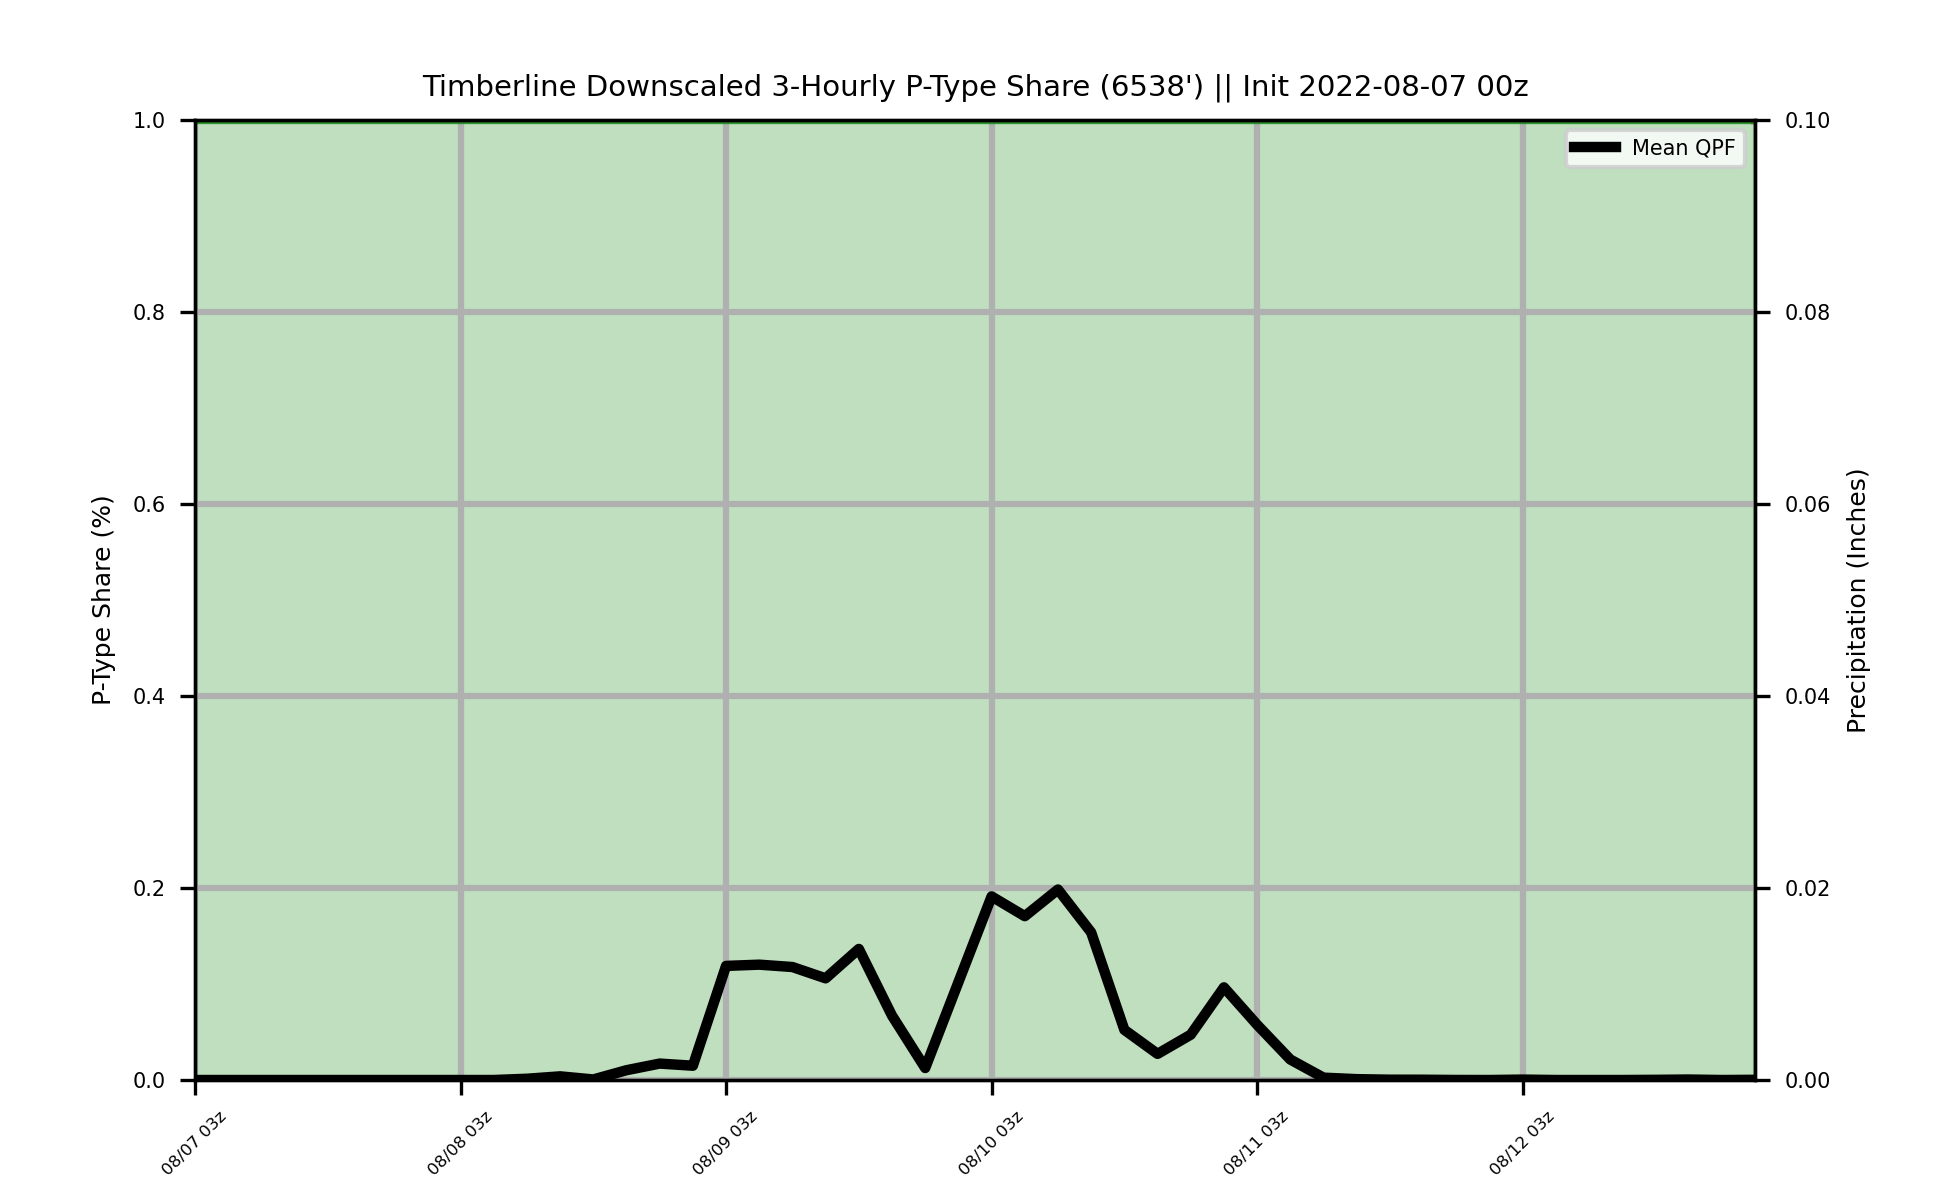 Timberline Downscaled 3-Hourly P-Type Share (6538') || Init 2022-08-07 00z
Mean QPF
P-Type Share (%)
1.0
0.8
0.6
0.4
0.2
0.0
0.10
0.08
0.06
0.04
0.02
0.00
Precipitation (Inches)
08/07 03z
08/08 03z
08/09 03z
08/10 03z
08/11 03z
08/12 03z